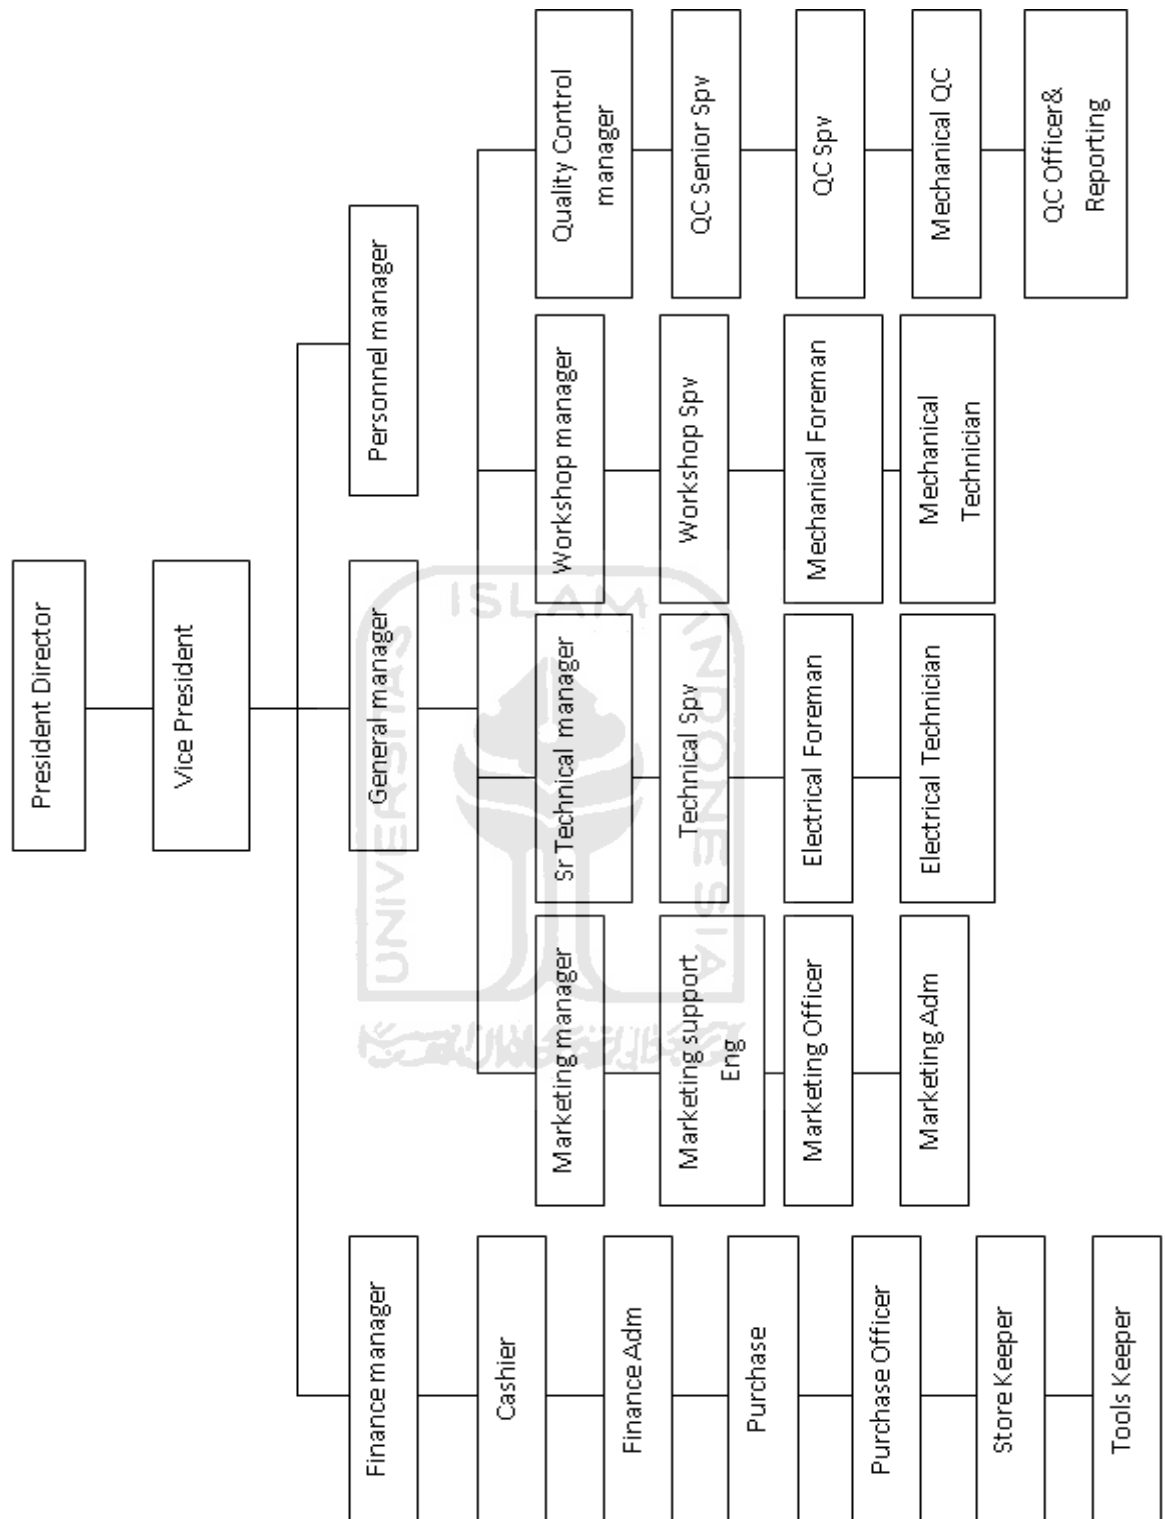 President Director
Vice President
Finance manager
General manager
Personnel manager
Cashier
Finance Adm
Purchase
Purchase Officer
Store Keeper
Tools Keeper
Marketing manager
Marketing support
Eng
Marketing Officer
Marketing Adm
Sr Technical manager
Technical Spv
Electrical Foreman
Electrical Technician
Workshop manager
Workshop Spv
Mechanical Foreman
Mechanical
Technician
Quality Control
manager
QC Senior Spv
QC Spv
Mechanical QC
QC Officer&
Reporting
UNIVERSITAS
ISLAM
INDONESIA